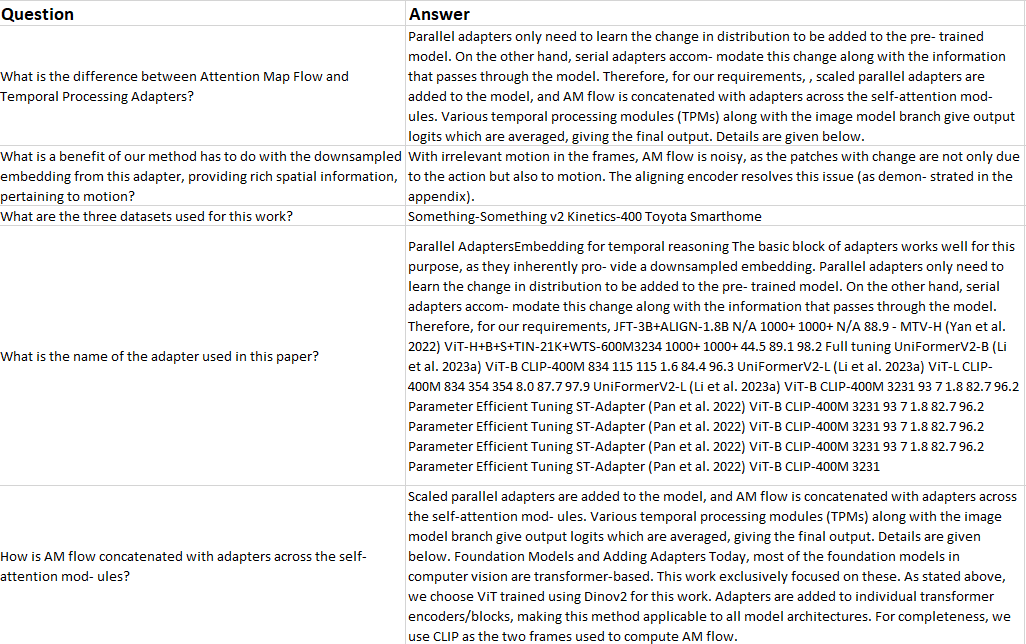 Question
Answer
What is the difference between Attention Map Flow and
Temporal Processing Adapters?
Parallel adapters only need to learn the change in distribution to be added to the pre- trained
model. On the other hand, serial adapters accom- modate this change along with the information
that passes through the model. Therefore, for our requirements, , scaled parallel adapters are
added to the model, and AM flow is concatenated with adapters across the self-attention mod-
ules. Various temporal processing modules (TPMs) along with the image model branch give output
logits which are averaged, giving the final output. Details are given below.
What is a benefit of our method has to do with the downsampled
embedding from this adapter, providing rich spatial information,
pertaining to motion?
With irrelevant motion in the frames, AM flow is noisy, as the patches with change are not only due
to the action but also to motion. The aligning encoder resolves this issue (as demon- strated in the
appendix).
What are the three datasets used for this work?
Something-Something v2 Kinetics-400 Toyota Smarthome
What is the name of the adapter used in this paper?
Parallel AdaptersEmbedding for temporal reasoning The basic block of adapters works well for this
purpose, as they inherently pro- vide a downsampled embedding. Parallel adapters only need to
learn the change in distribution to be added to the pre- trained model. On the other hand, serial
adapters accom- modate this change along with the information that passes through the model.
Therefore, for our requirements, JFT-3B+ALIGN-1.8B N/A 1000+ 1000+ N/A 88.9 - MTV-H (Yan et al.
2022) ViT-H+B+S+TIN-21K+WTS-600M3234 1000+ 1000+ 44.5 89.1 98.2 Full tuning UniFormerV2-B (Li
et al. 2023a) ViT-B CLIP-400M 834 115 115 1.6 84.4 96.3 UniFormerV2-L (Li et al. 2023a) ViT-L CLIP-
400M 834 354 354 8.0 87.7 97.9 UniFormerV2-L (Li et al. 2023a) ViT-B CLIP-400M 3231 93 7 1.8 82.7 96.2
Parameter Efficient Tuning ST-Adapter (Pan et al. 2022) ViT-B CLIP-400M 3231 93 7 1.8 82.7 96.2
Parameter Efficient Tuning ST-Adapter (Pan et al. 2022) ViT-B CLIP-400M 3231 93 7 1.8 82.7 96.2
Parameter Efficient Tuning ST-Adapter (Pan et al. 2022) ViT-B CLIP-400M 3231 93 7 1.8 82.7 96.2
Parameter Efficient Tuning ST-Adapter (Pan et al. 2022) ViT-B CLIP-400M 3231
How is AM flow concatenated with adapters across the self-
attention mod- ules?
Scaled parallel adapters are added to the model, and AM flow is concatenated with adapters across
the self-attention mod- ules. Various temporal processing modules (TPMs) along with the image
model branch give output logits which are averaged, giving the final output. Details are given
below. Foundation Models and Adding Adapters Today, most of the foundation models in
computer vision are transformer-based. This work exclusively focused on these. As stated above,
we choose ViT trained using Dinov2 for this work. Adapters are added to individual transformer
encoders/blocks, making this method applicable to all model architectures. For completeness, we
use CLIP as the two frames used to compute AM flow.